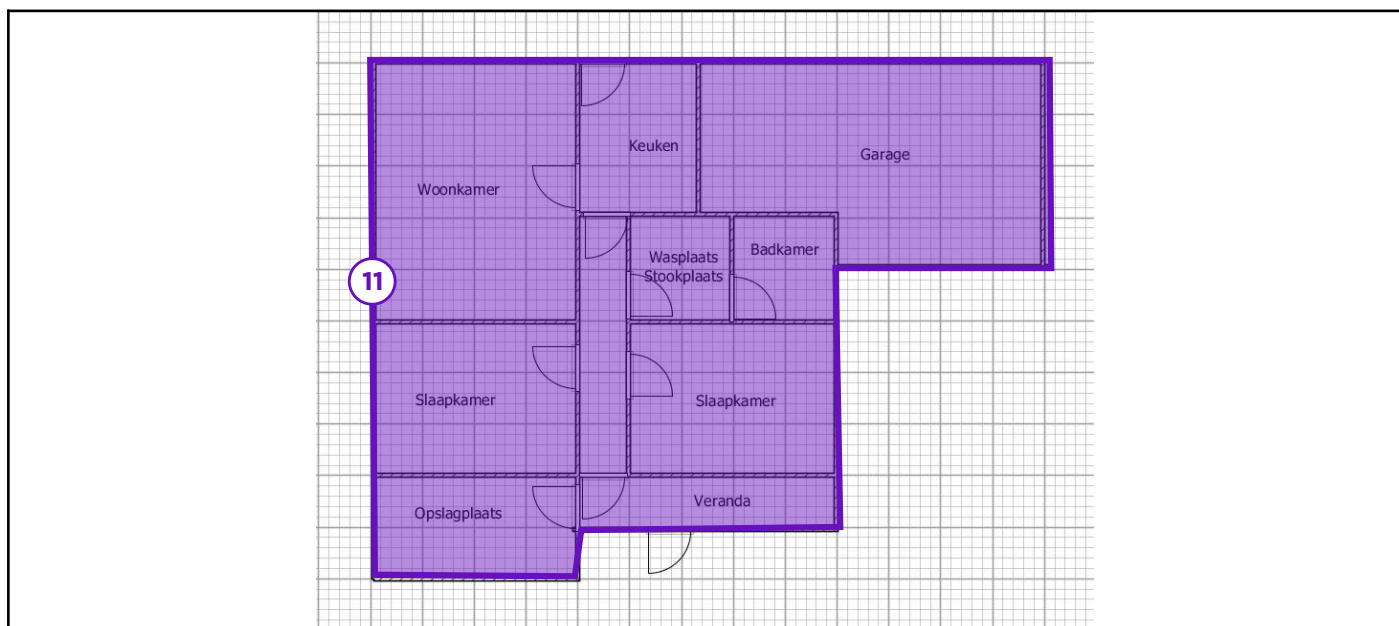 Keuken
Garage
Woonkamer
Badkamer
Wasplaats
Stookplaats
11
Slaapkamer
Slaapkamer
Veranda
Opslagplaats